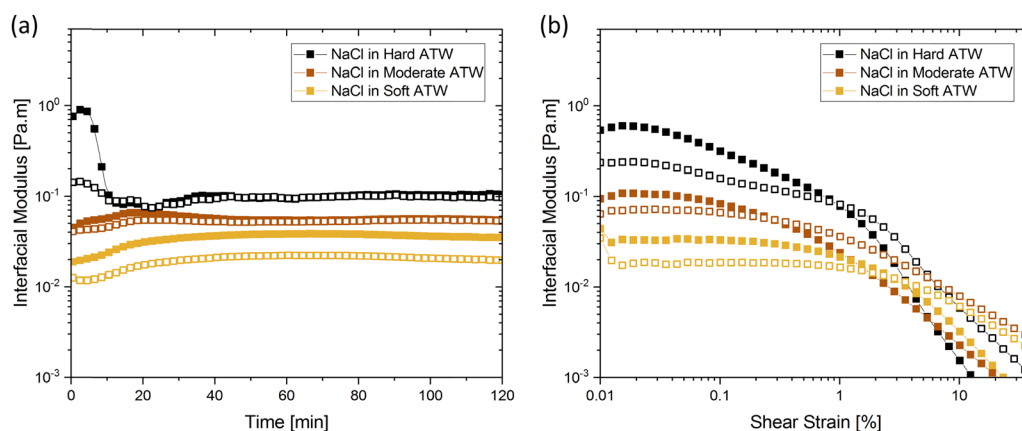 (a)
Interfacial Modulus [Pa.m]
10⁰
10⁻¹
10⁻²
10⁻³
NaCl in Hard ATW
NaCl in Moderate ATW
NaCl in Soft ATW
0 20 40 60 80 100 120
Time [min]
(b)
Interfacial Modulus [Pa.m]
10⁰
10⁻¹
10⁻²
10⁻³
NaCl in Hard ATW
NaCl in Moderate ATW
NaCl in Soft ATW
0.01 0.1 1 10
Shear Strain [%]